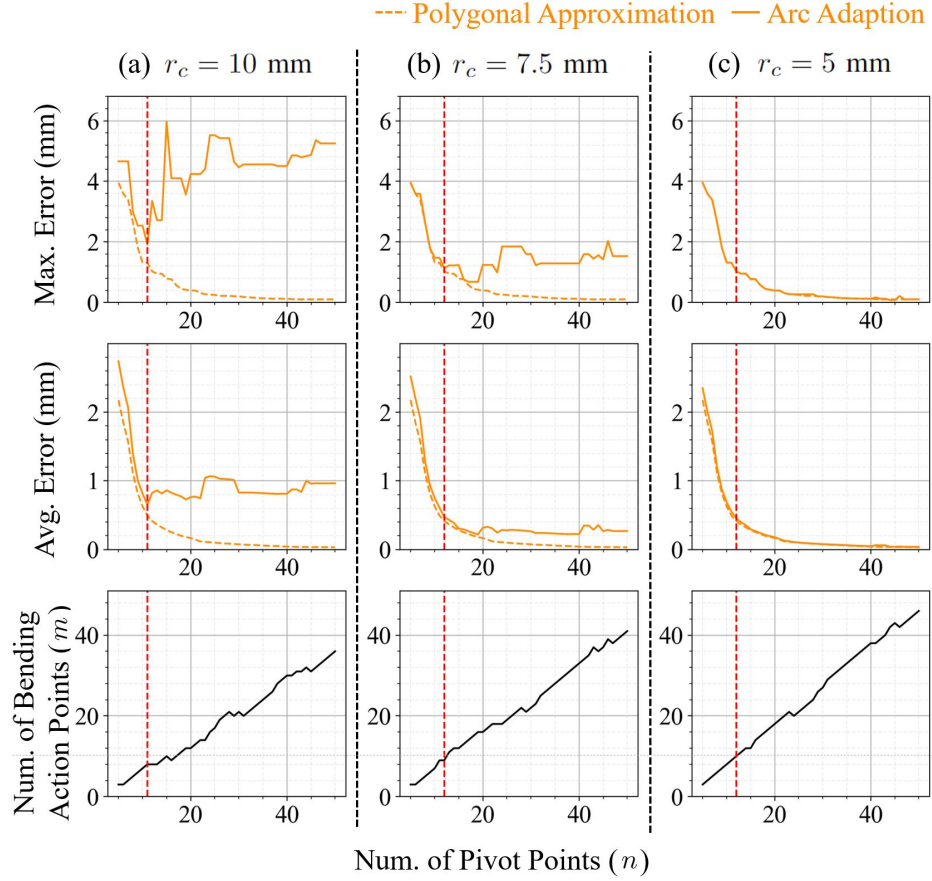 Polygonal Approximation Arc Adaption
(a) r_c = 10 mm (b) r_c = 7.5 mm (c) r_c = 5 mm
Max. Error (mm)
6 6 6
4 4 4
2 2 2
0 0 0
20 40 20 40 20 40
Avg. Error (mm)
2 2 2
1 1 1
0 0 0
20 40 20 40 20 40
Num. of Bending
Action Points (m)
40 40 40
20 20 20
0 0 0
20 40 20 40 20 40
Num. of Pivot Points (n)